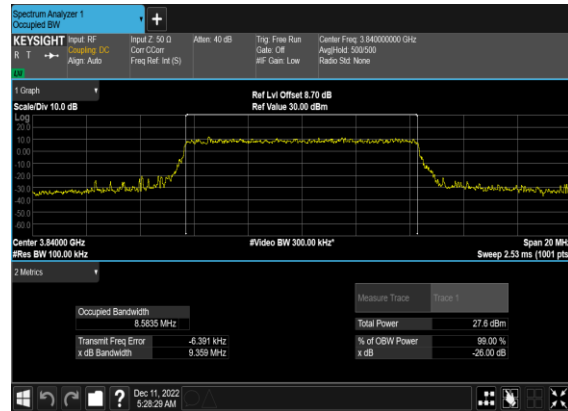 Spectrum Analyzer 1
Occupied BW
+
KEYSIGHT Input: RF Input Z: 50 Ω Atten: 40 dB Trig: Free Run Center Freq: 3.840000000 GHz
R T Coupling: DC Corr CCorr Gate: Off Avg|Hold: 500/500
Align: Auto Freq Ref: Int (S) #IF Gain: Low Radio Std: None
LW
1 Graph
Ref Lvl Offset 8.70 dB
Scale/Div 10.0 dB Ref Value 30.00 dBm
Log
20.0
10.0
0.00
-10.0
-20.0
-30.0
-40.0
-50.0
-60.0
Center 3.84000 GHz #Video BW 300.00 kHz* Span 20 MHz
#Res BW 100.00 kHz Sweep 2.53 ms (1001 pts
2 Metrics
Measure Trace Trace 1
Occupied Bandwidth
8.5835 MHz
Total Power 27.6 dBm
Transmit Freq Error -6.391 kHz % of OBW Power 99.00 %
x dB Bandwidth 9.359 MHz x dB -26.00 dB
? Dec 11, 2022
5:28:29 AM